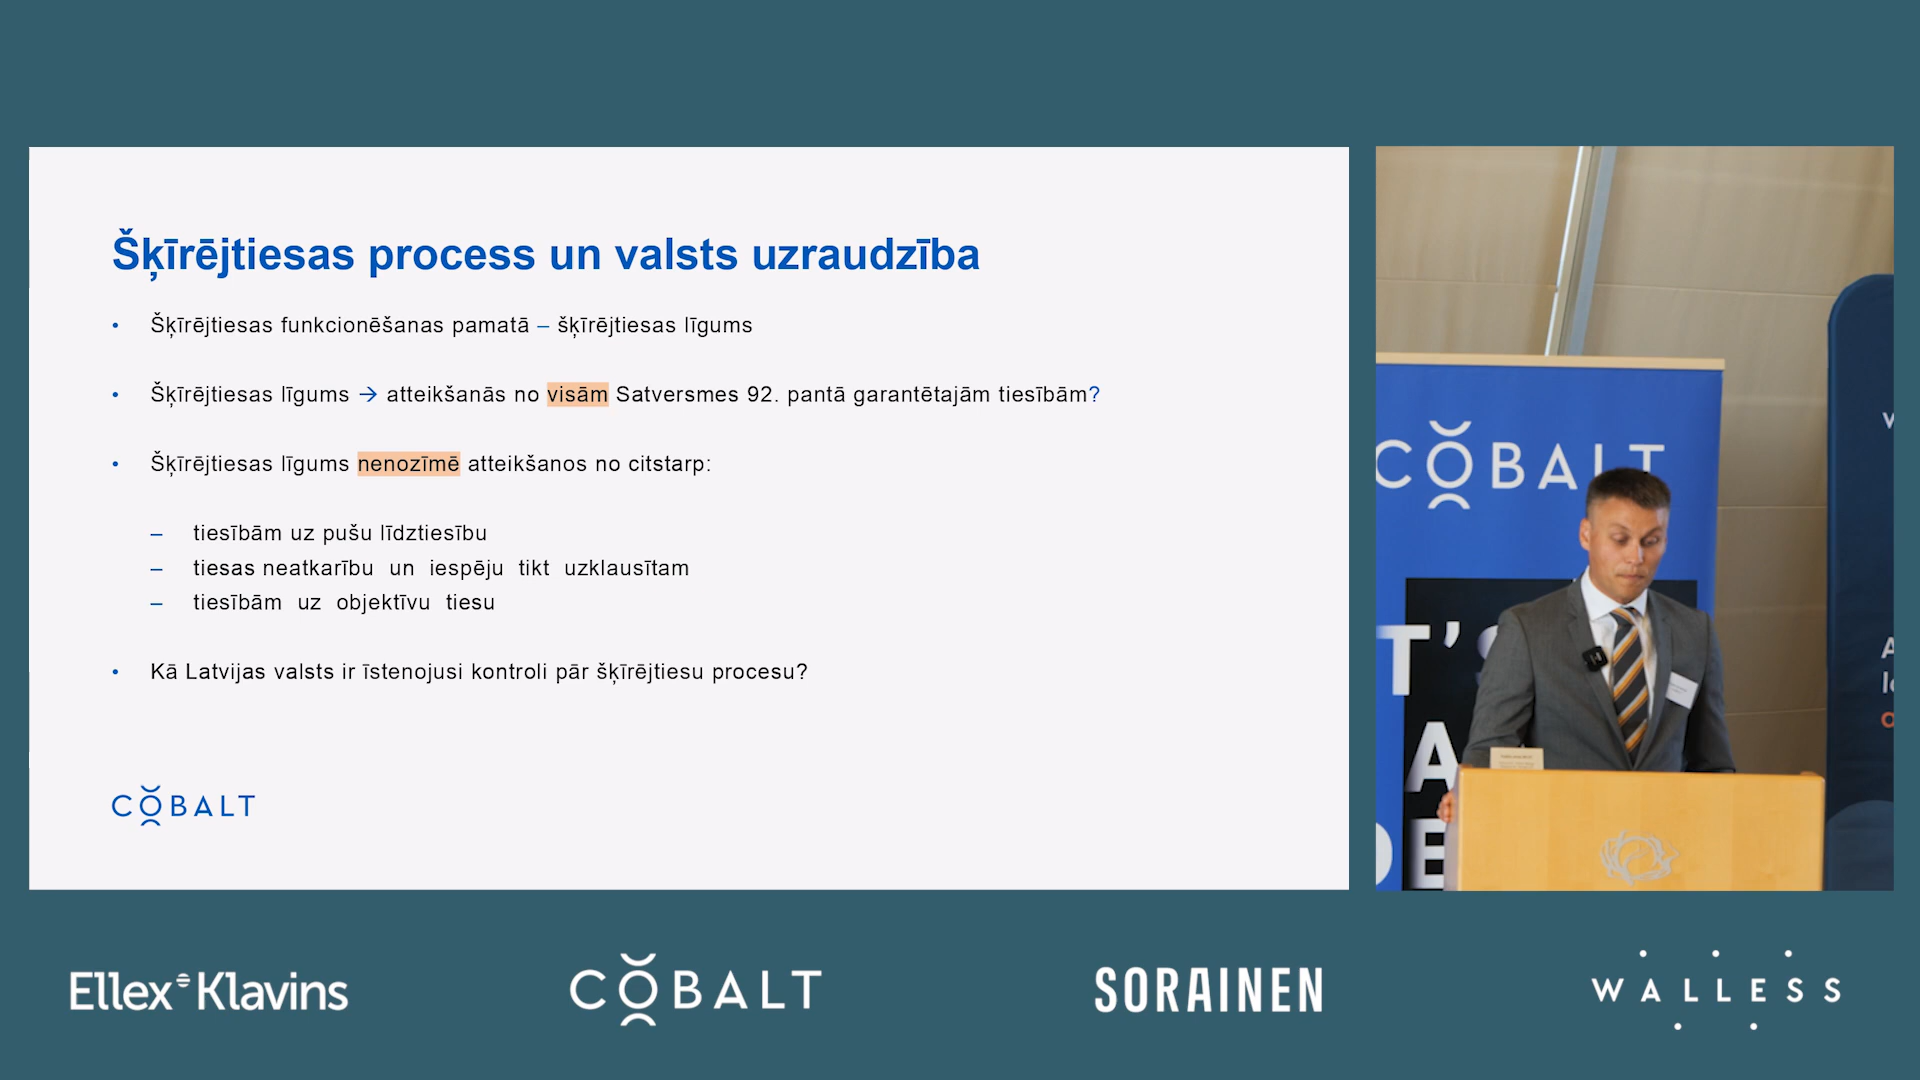 Šķīrējtiesas process un valsts uzraudzība
• Šķīrējtiesas funkcionēšanas pamatā – šķīrējtiesas līgums
• Šķīrējtiesas līgums → atteikšanās no visām Satversmes 92. pantā garantētajām tiesībām?
• Šķīrējtiesas līgums nenozīmē atteikšanos no citstarp:
– tiesībām uz pušu līdztiesību
– tiesas neatkarību un iespēju tikt uzklausītam
– tiesībām uz objektīvu tiesu
• Kā Latvijas valsts ir īstenojusi kontroli pār šķīrējtiesu procesu?
COBALT
COBALT
Ellex Klavins
COBALT
SORAINEN
WALLESS